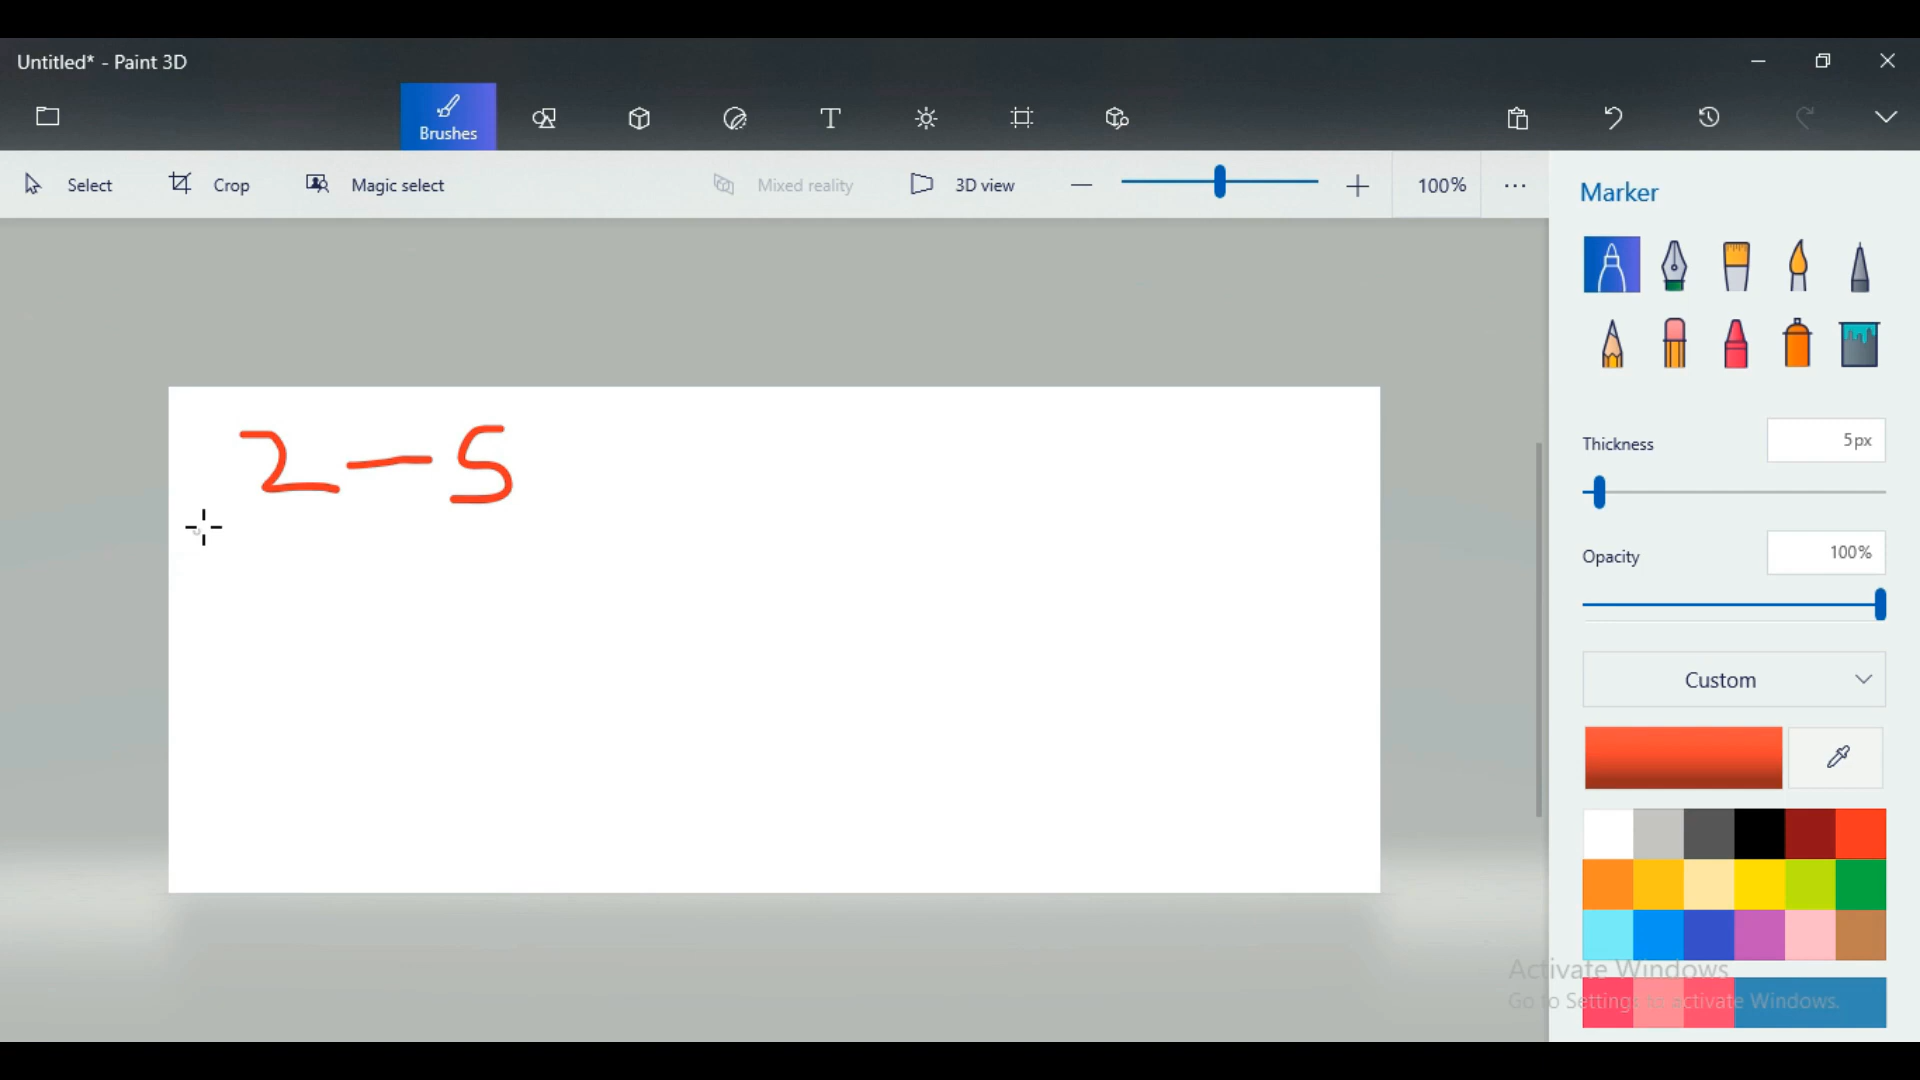 Untitled* - Paint 3D
Brushes
Select Crop Magic select Mixed reality 3D view 100%
Marker
2 - 5
Thickness 5px
Opacity 100%
Custom
Activate Windows
Go to Settings to activate Windows.